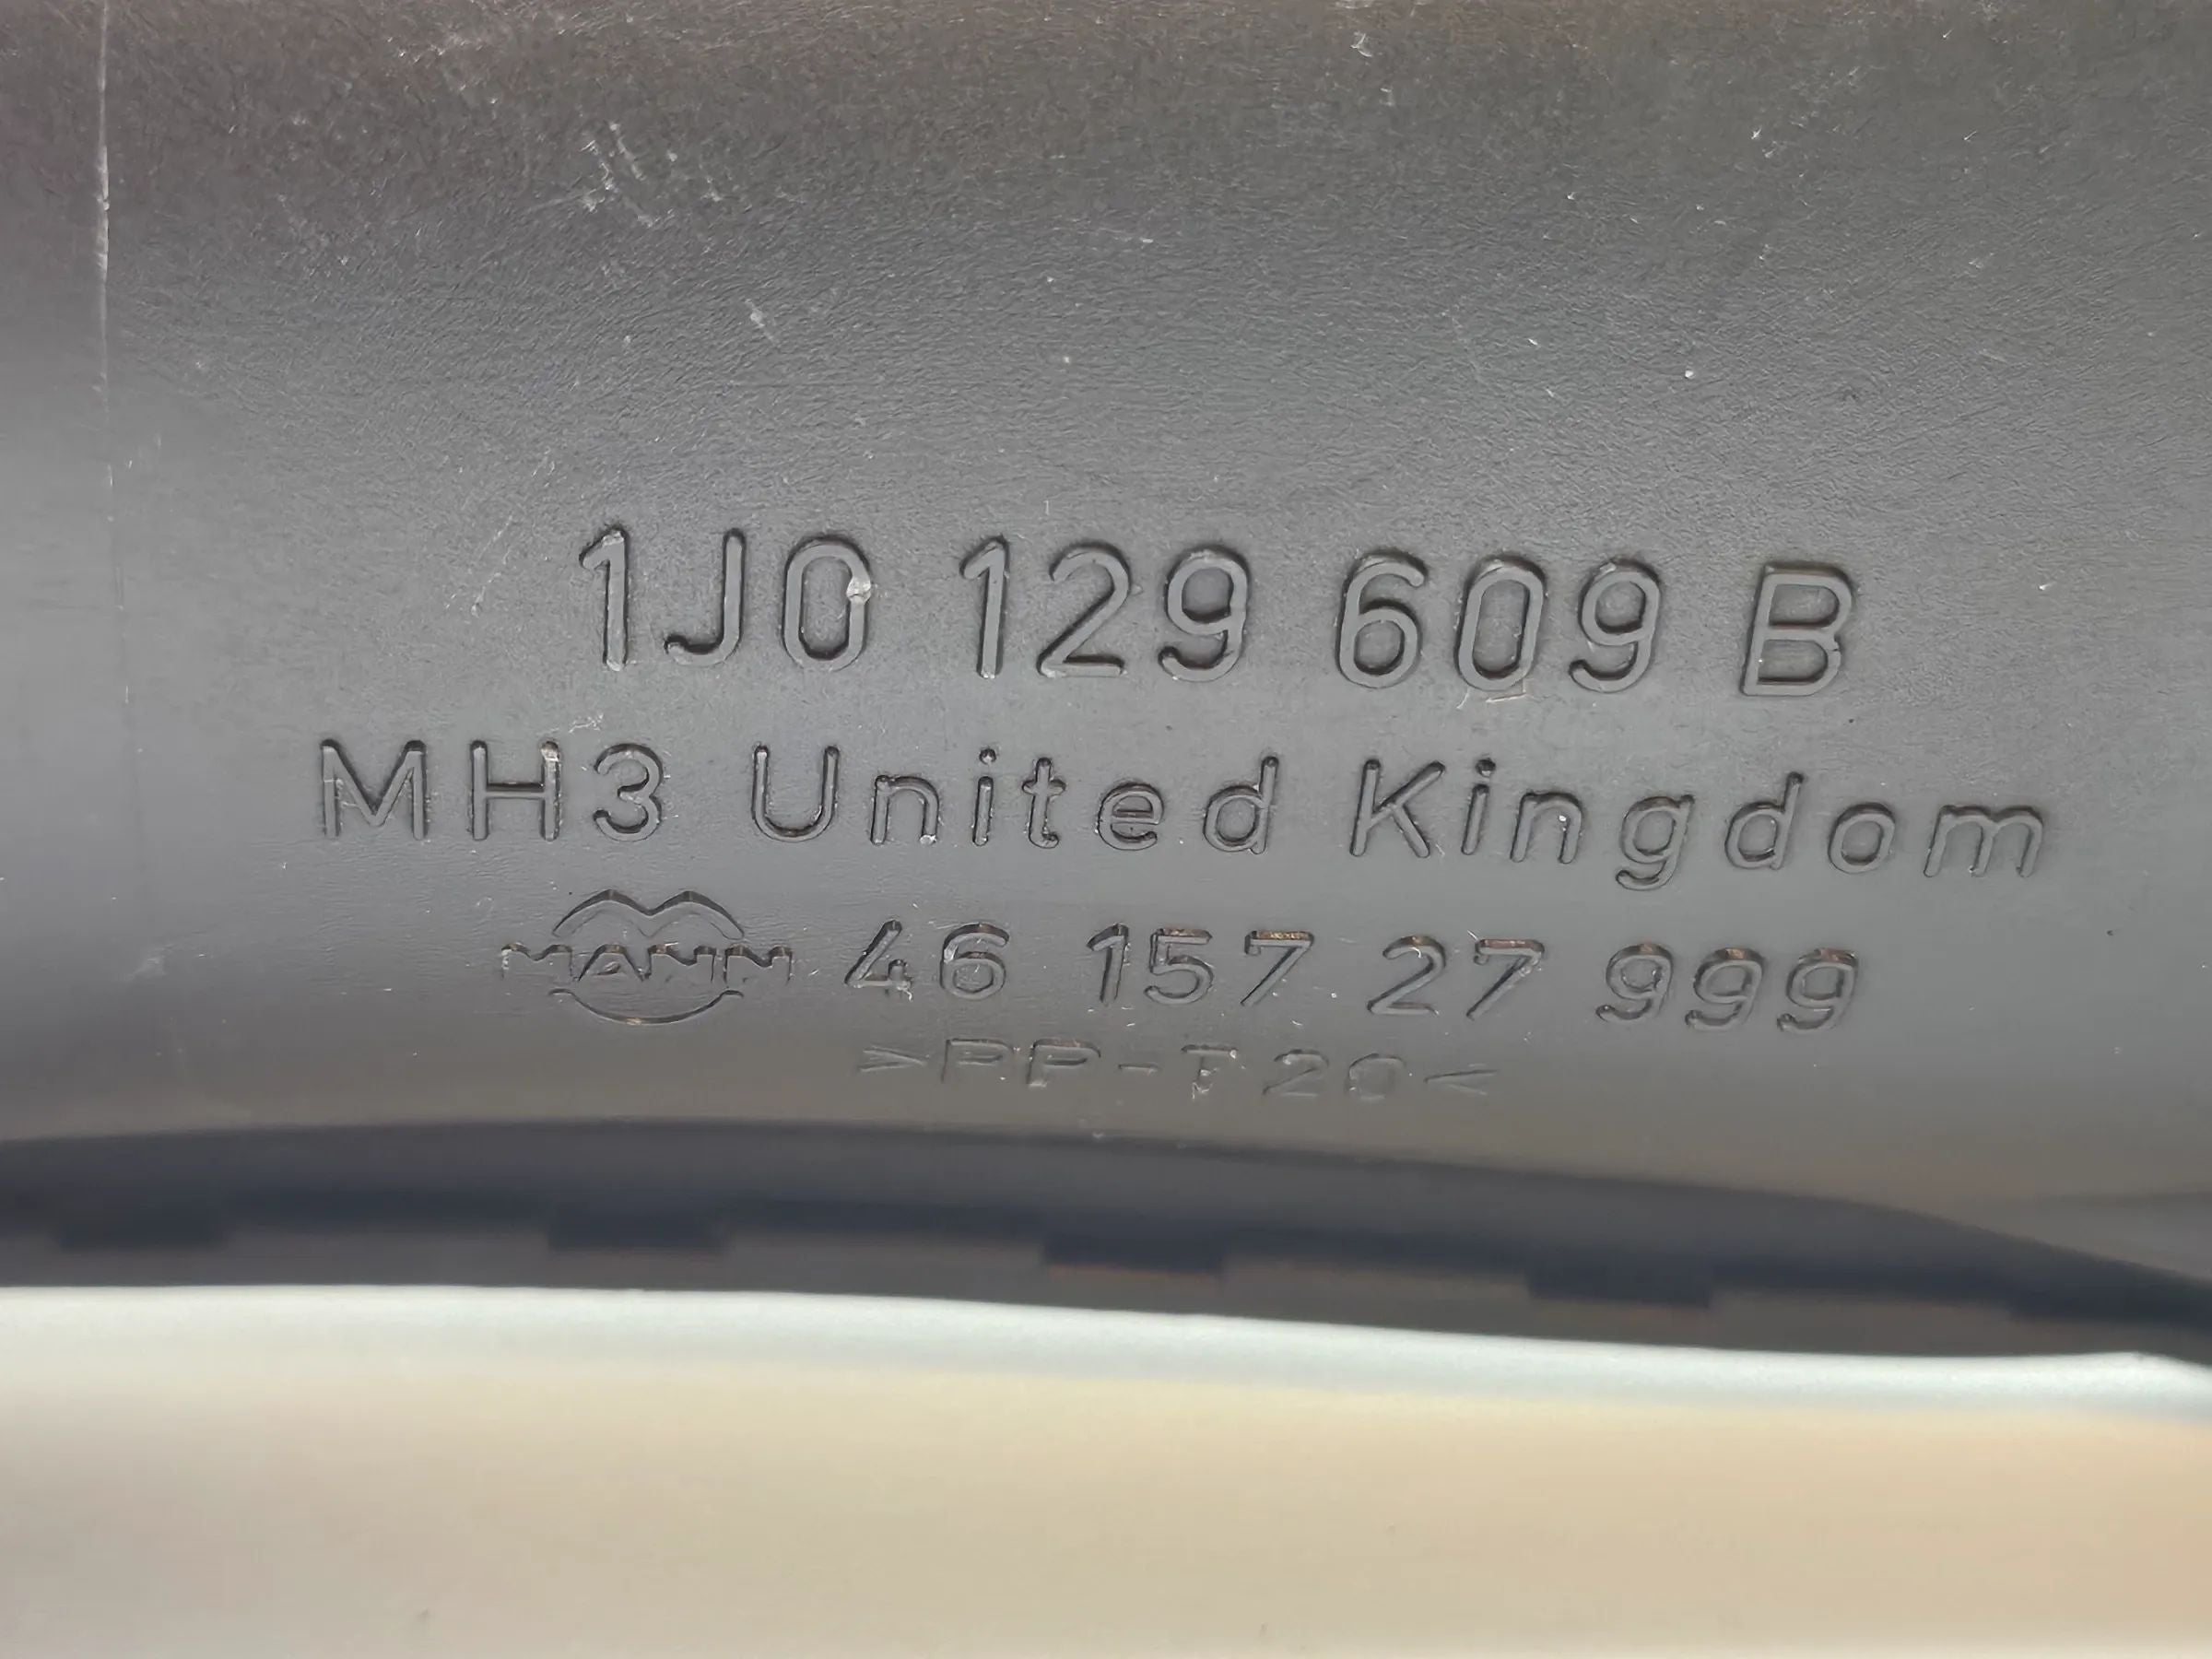 1J0 129 609 B
MH3 United Kingdom
MANN 46 157 27 999
>PP-T20<